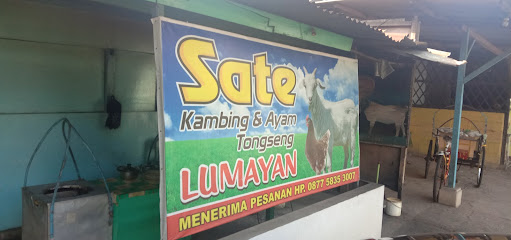 Sate
Kambing & Ayam
Tongseng
LUMAYAN
MENERIMA PESANAN HP. 0877 5835 3007